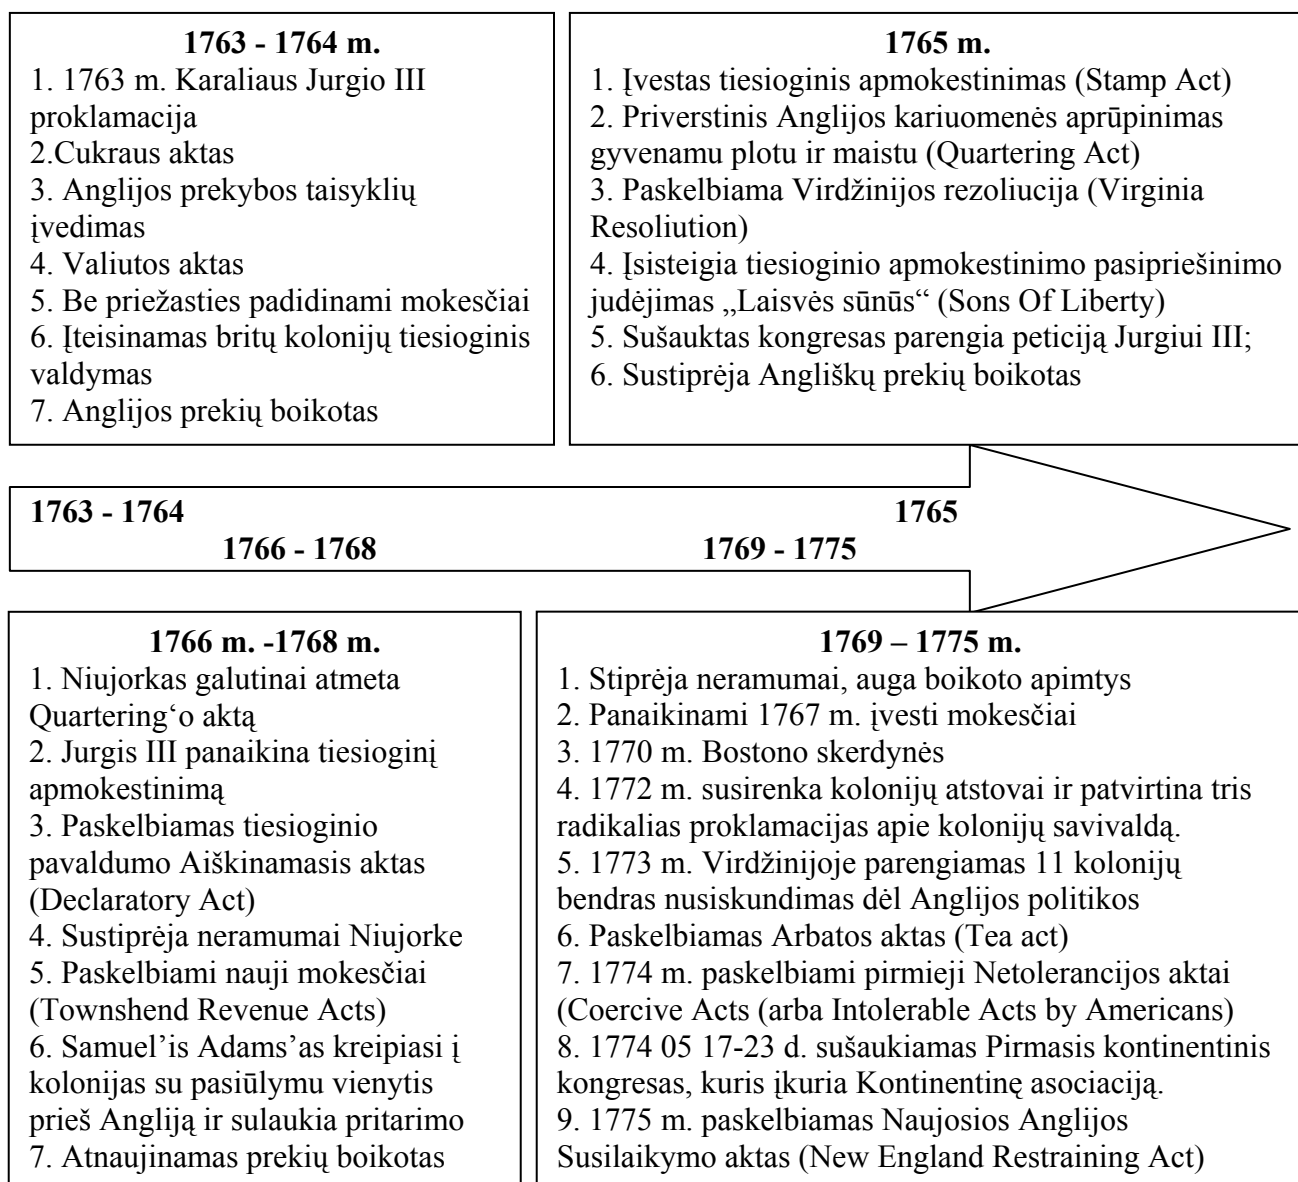 1763 - 1764 m.
1. 1763 m. Karaliaus Jurgio III
proklamacija
2.Cukraus aktas
3. Anglijos prekybos taisyklių
įvedimas
4. Valiutos aktas
5. Be priežasties padidinami mokesčiai
6. Įteisinamas britų kolonijų tiesioginis
valdymas
7. Anglijos prekių boikotas
1765 m.
1. Įvestas tiesioginis apmokestinimas (Stamp Act)
2. Priverstinis Anglijos kariuomenės aprūpinimas
gyvenamu plotu ir maistu (Quartering Act)
3. Paskelbiama Virdžinijos rezoliucija (Virginia
Resoliution)
4. Įsisteigia tiesioginio apmokestinimo pasipriešinimo
judėjimas „Laisvės sūnūs“ (Sons Of Liberty)
5. Sušauktas kongresas parengia peticiją Jurgiui III;
6. Sustiprėja Angliškų prekių boikotas
1763 - 1764 1765
1766 - 1768 1769 - 1775
1766 m. -1768 m.
1. Niujorkas galutinai atmeta
Quartering‘o aktą
2. Jurgis III panaikina tiesioginį
apmokestinimą
3. Paskelbiamas tiesioginio
pavaldumo Aiškinamasis aktas
(Declaratory Act)
4. Sustiprėja neramumai Niujorke
5. Paskelbiami nauji mokesčiai
(Townshend Revenue Acts)
6. Samuel’is Adams’as kreipiasi į
kolonijas su pasiūlymu vienytis
prieš Angliją ir sulaukia pritarimo
7. Atnaujinamas prekių boikotas
1769 – 1775 m.
1. Stiprėja neramumai, auga boikoto apimtys
2. Panaikinami 1767 m. įvesti mokesčiai
3. 1770 m. Bostono skerdynės
4. 1772 m. susirenka kolonijų atstovai ir patvirtina tris
radikalias proklamacijas apie kolonijų savivaldą.
5. 1773 m. Virdžinijoje parengiamas 11 kolonijų
bendras nusiskundimas dėl Anglijos politikos
6. Paskelbiamas Arbatos aktas (Tea act)
7. 1774 m. paskelbiami pirmieji Netolerancijos aktai
(Coercive Acts (arba Intolerable Acts by Americans)
8. 1774 05 17-23 d. sušaukiamas Pirmasis kontinentinis
kongresas, kuris įkuria Kontinentinę asociaciją.
9. 1775 m. paskelbiamas Naujosios Anglijos
Susilaikymo aktas (New England Restraining Act)